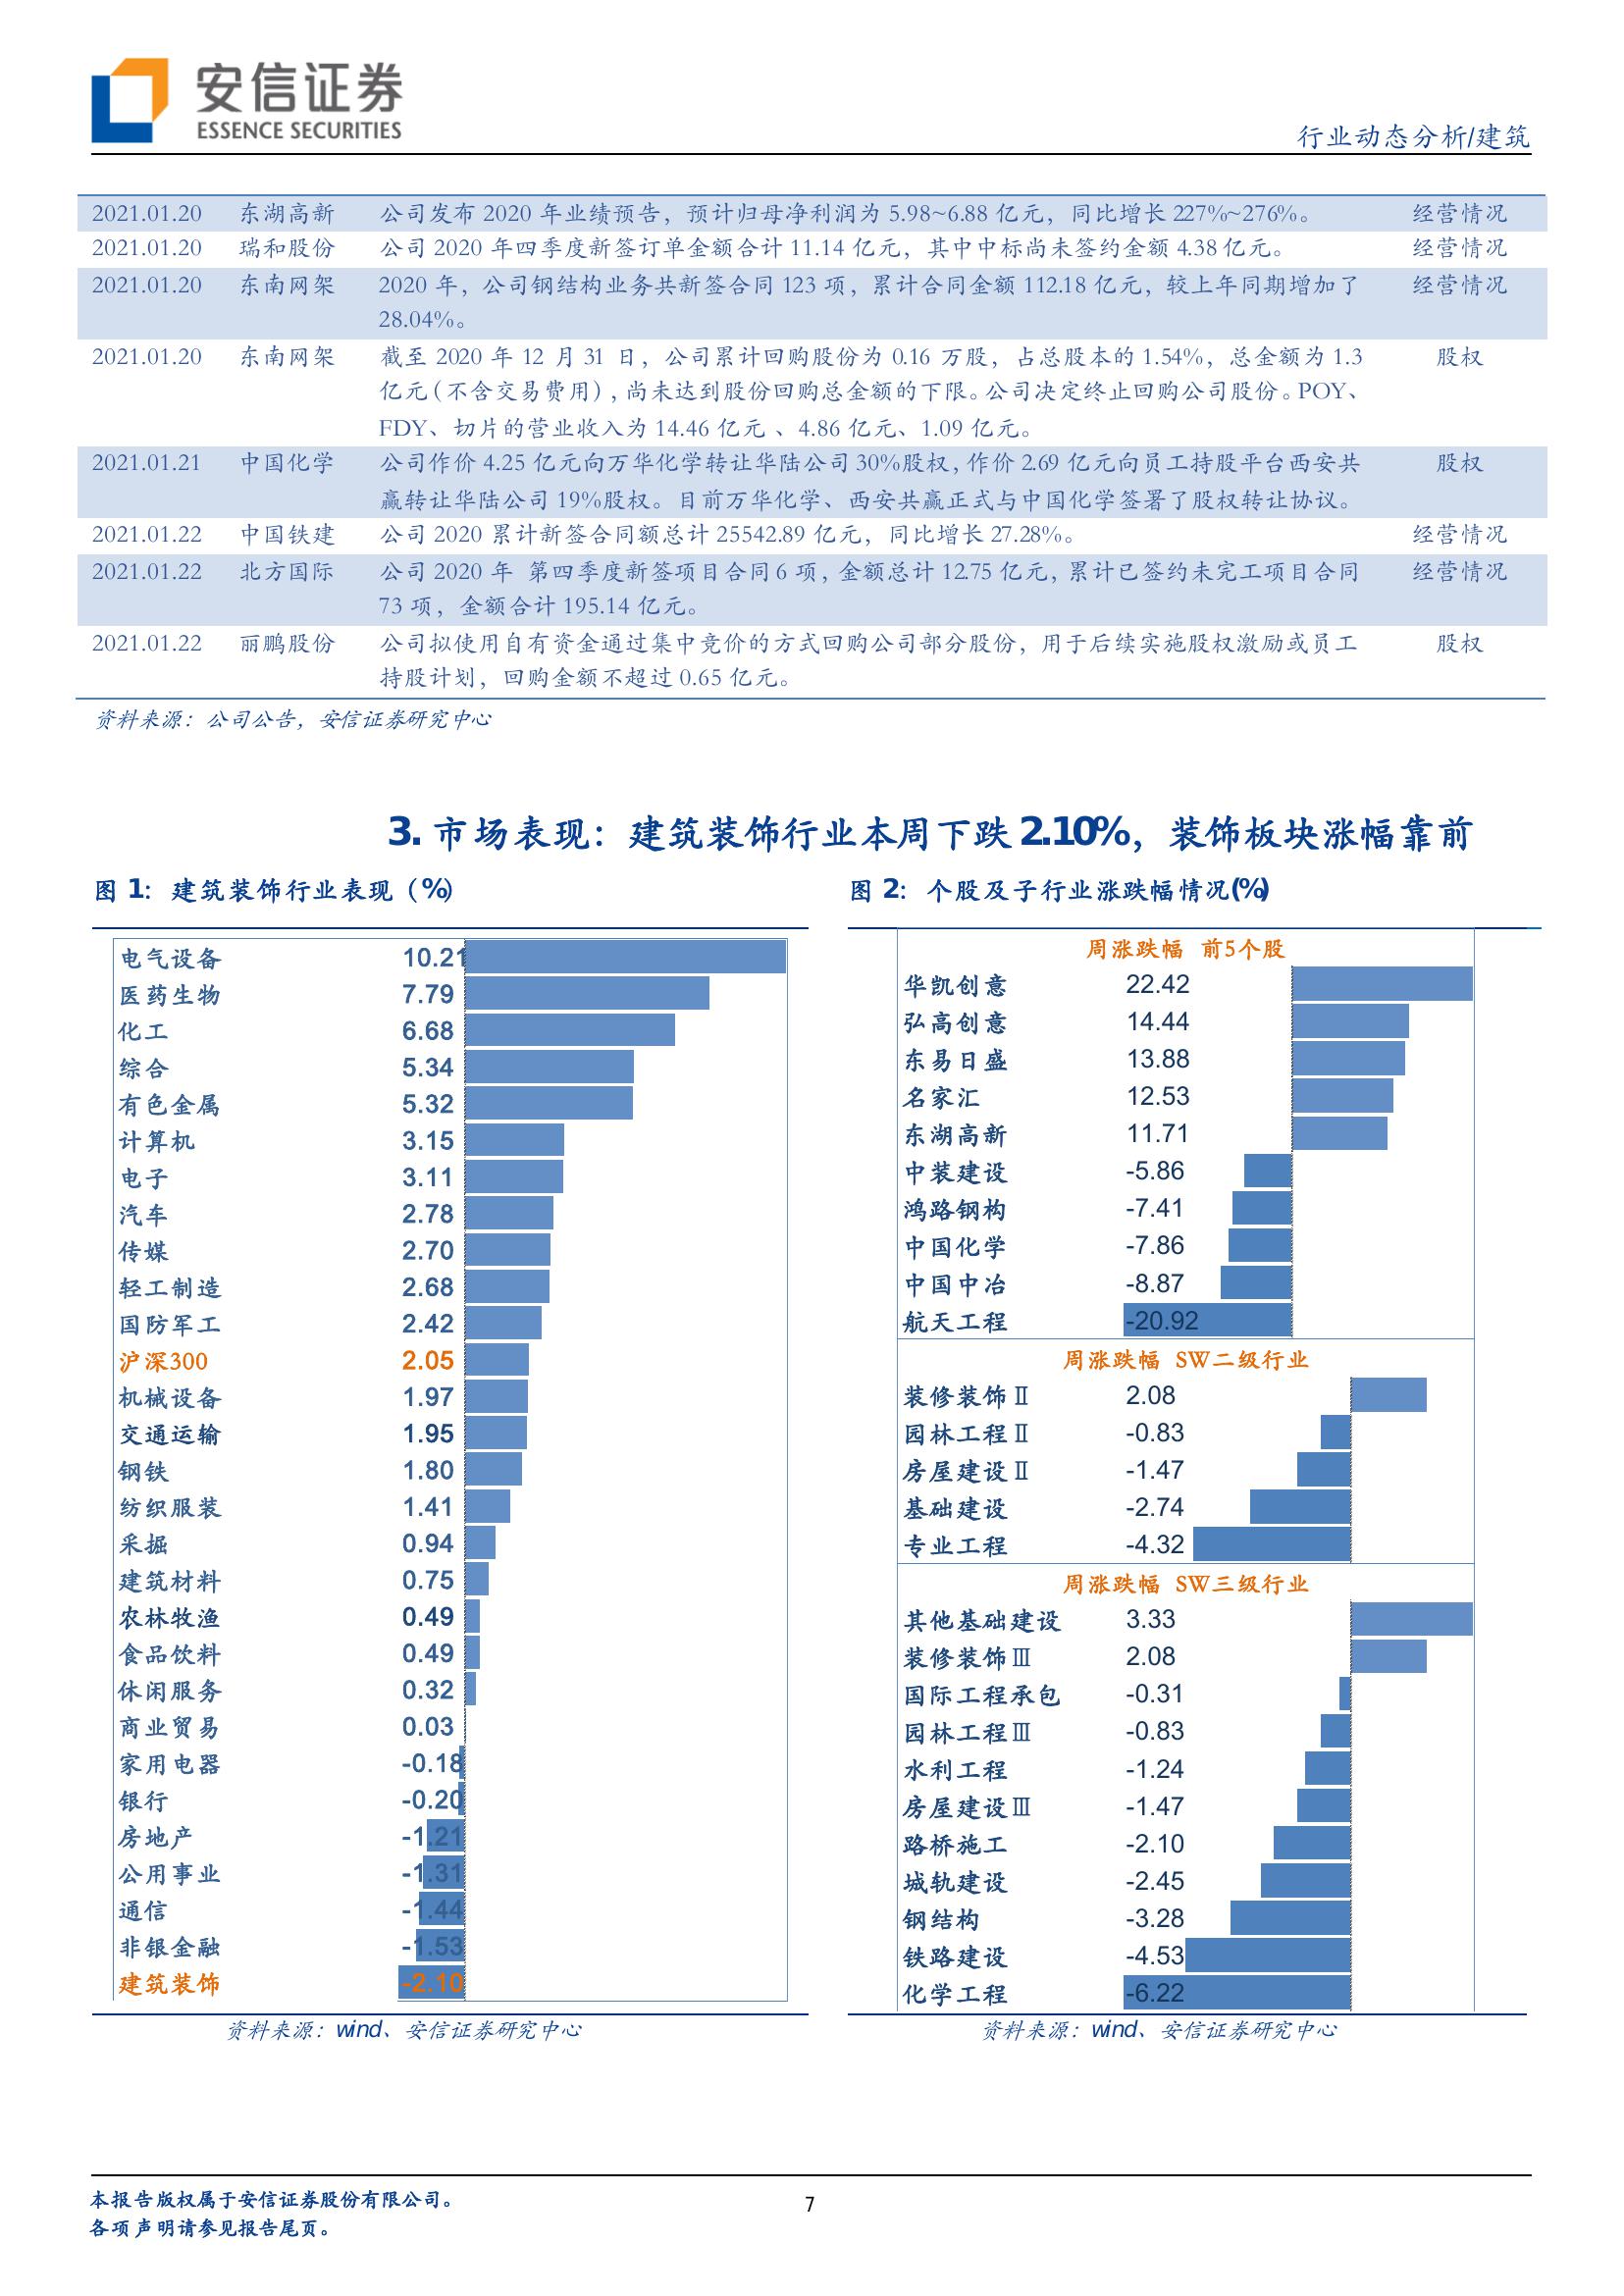 安信证券
ESSENCE SECURITIES
行业动态分析/建筑
2021.01.20 东湖高新 公司发布 2020 年业绩预告，预计归母净利润为 5.98~6.88 亿元，同比增长 227%~276%。 经营情况
2021.01.20 瑞和股份 公司 2020 年四季度新签订单金额合计 11.14 亿元，其中中标尚未签约金额 4.38 亿元。 经营情况
2021.01.20 东南网架 2020 年，公司钢结构业务共新签合同 123 项，累计合同金额 112.18 亿元，较上年同期增加了 经营情况
28.04%。
2021.01.20 东南网架 截至 2020 年 12 月 31 日，公司累计回购股份为 0.16 万股，占总股本的 1.54%，总金额为 1.3 股权
亿元（不含交易费用），尚未达到股份回购总金额的下限。公司决定终止回购公司股份。POY、
FDY、切片的营业收入为 14.46 亿元 、4.86 亿元、1.09 亿元。
2021.01.21 中国化学 公司作价 4.25 亿元向万华化学转让华陆公司 30%股权，作价 2.69 亿元向员工持股平台西安共 股权
赢转让华陆公司 19%股权。目前万华化学、西安共赢正式与中国化学签署了股权转让协议。
2021.01.22 中国铁建 公司 2020 累计新签合同额总计 25542.89 亿元，同比增长 27.28%。 经营情况
2021.01.22 北方国际 公司 2020 年 第四季度新签项目合同 6 项，金额总计 12.75 亿元，累计已签约未完工项目合同 经营情况
73 项，金额合计 195.14 亿元。
2021.01.22 丽鹏股份 公司拟使用自有资金通过集中竞价的方式回购公司部分股份，用于后续实施股权激励或员工 股权
持股计划，回购金额不超过 0.65 亿元。
资料来源：公司公告，安信证券研究中心
3. 市场表现：建筑装饰行业本周下跌 2.10%，装饰板块涨幅靠前
图 1：建筑装饰行业表现（%）
电气设备 10.21
医药生物 7.79
化工 6.68
综合 5.34
有色金属 5.32
计算机 3.15
电子 3.11
汽车 2.78
传媒 2.70
轻工制造 2.68
国防军工 2.42
沪深300 2.05
机械设备 1.97
交通运输 1.95
钢铁 1.80
纺织服装 1.41
采掘 0.94
建筑材料 0.75
农林牧渔 0.49
食品饮料 0.49
休闲服务 0.32
商业贸易 0.03
家用电器 -0.18
银行 -0.20
房地产 -1.21
公用事业 -1.31
通信 -1.44
非银金融 -1.53
建筑装饰 -2.10
资料来源：wind、安信证券研究中心
图 2：个股及子行业涨跌幅情况(%)
周涨跌幅 前5个股
华凯创意 22.42
弘高创意 14.44
东易日盛 13.88
名家汇 12.53
东湖高新 11.71
中装建设 -5.86
鸿路钢构 -7.41
中国化学 -7.86
中国中冶 -8.87
航天工程 -20.92
周涨跌幅 SW二级行业
装修装饰Ⅱ 2.08
园林工程Ⅱ -0.83
房屋建设Ⅱ -1.47
基础建设 -2.74
专业工程 -4.32
周涨跌幅 SW三级行业
其他基础建设 3.33
装修装饰Ⅲ 2.08
国际工程承包 -0.31
园林工程Ⅲ -0.83
水利工程 -1.24
房屋建设Ⅲ -1.47
路桥施工 -2.10
城轨建设 -2.45
钢结构 -3.28
铁路建设 -4.53
化学工程 -6.22
资料来源：wind、安信证券研究中心
本报告版权属于安信证券股份有限公司。
各项声明请参见报告尾页。
7